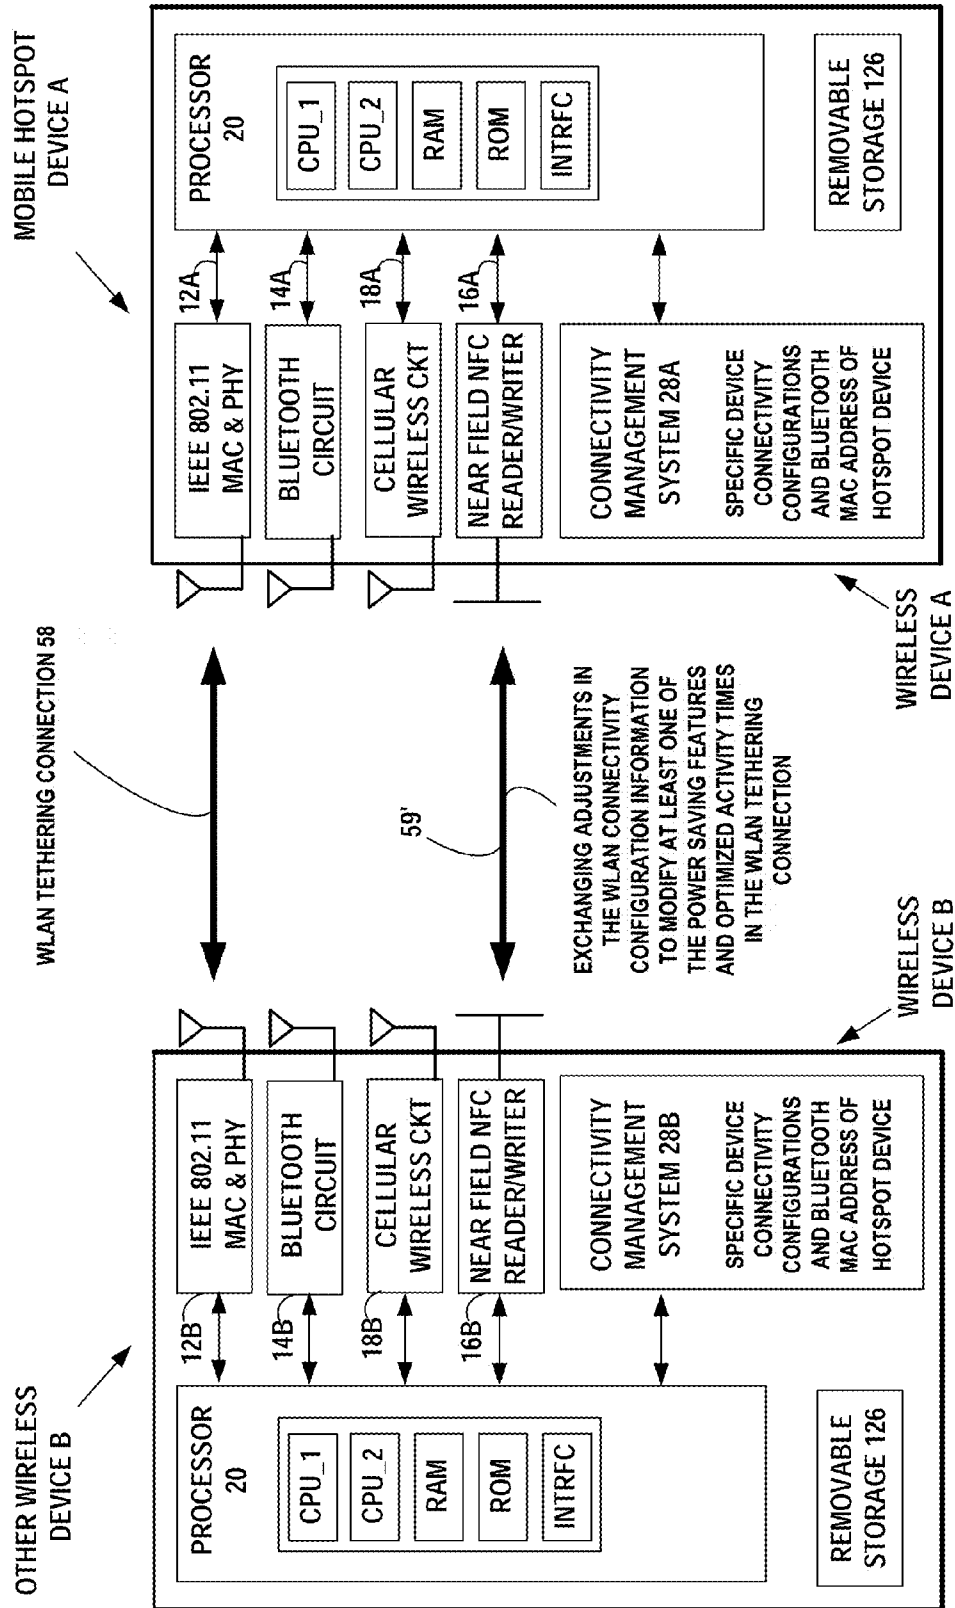 OTHER WIRELESS
DEVICE B
PROCESSOR
20
CPU_1
CPU_2
RAM
ROM
INTRFC
REMOVABLE
STORAGE 126
12B
14B
18B
16B
IEEE 802.11
MAC & PHY
BLUETOOTH
CIRCUIT
CELLULAR
WIRELESS CKT
NEAR FIELD NFC
READER/WRITER
CONNECTIVITY
MANAGEMENT
SYSTEM 28B
SPECIFIC DEVICE
CONNECTIVITY
CONFIGURATIONS
AND BLUETOOTH
MAC ADDRESS OF
HOTSPOT DEVICE
WIRELESS
DEVICE B
WLAN TETHERING CONNECTION 58
59'
EXCHANGING ADJUSTMENTS IN
THE WLAN CONNECTIVITY
CONFIGURATION INFORMATION
TO MODIFY AT LEAST ONE OF
THE POWER SAVING FEATURES
AND OPTIMIZED ACTIVITY TIMES
IN THE WLAN TETHERING
CONNECTION
MOBILE HOTSPOT
DEVICE A
IEEE 802.11
MAC & PHY
BLUETOOTH
CIRCUIT
CELLULAR
WIRELESS CKT
NEAR FIELD NFC
READER/WRITER
CONNECTIVITY
MANAGEMENT
SYSTEM 28A
SPECIFIC DEVICE
CONNECTIVITY
CONFIGURATIONS
AND BLUETOOTH
MAC ADDRESS OF
HOTSPOT DEVICE
12A
14A
18A
16A
PROCESSOR
20
CPU_1
CPU_2
RAM
ROM
INTRFC
REMOVABLE
STORAGE 126
WIRELESS
DEVICE A